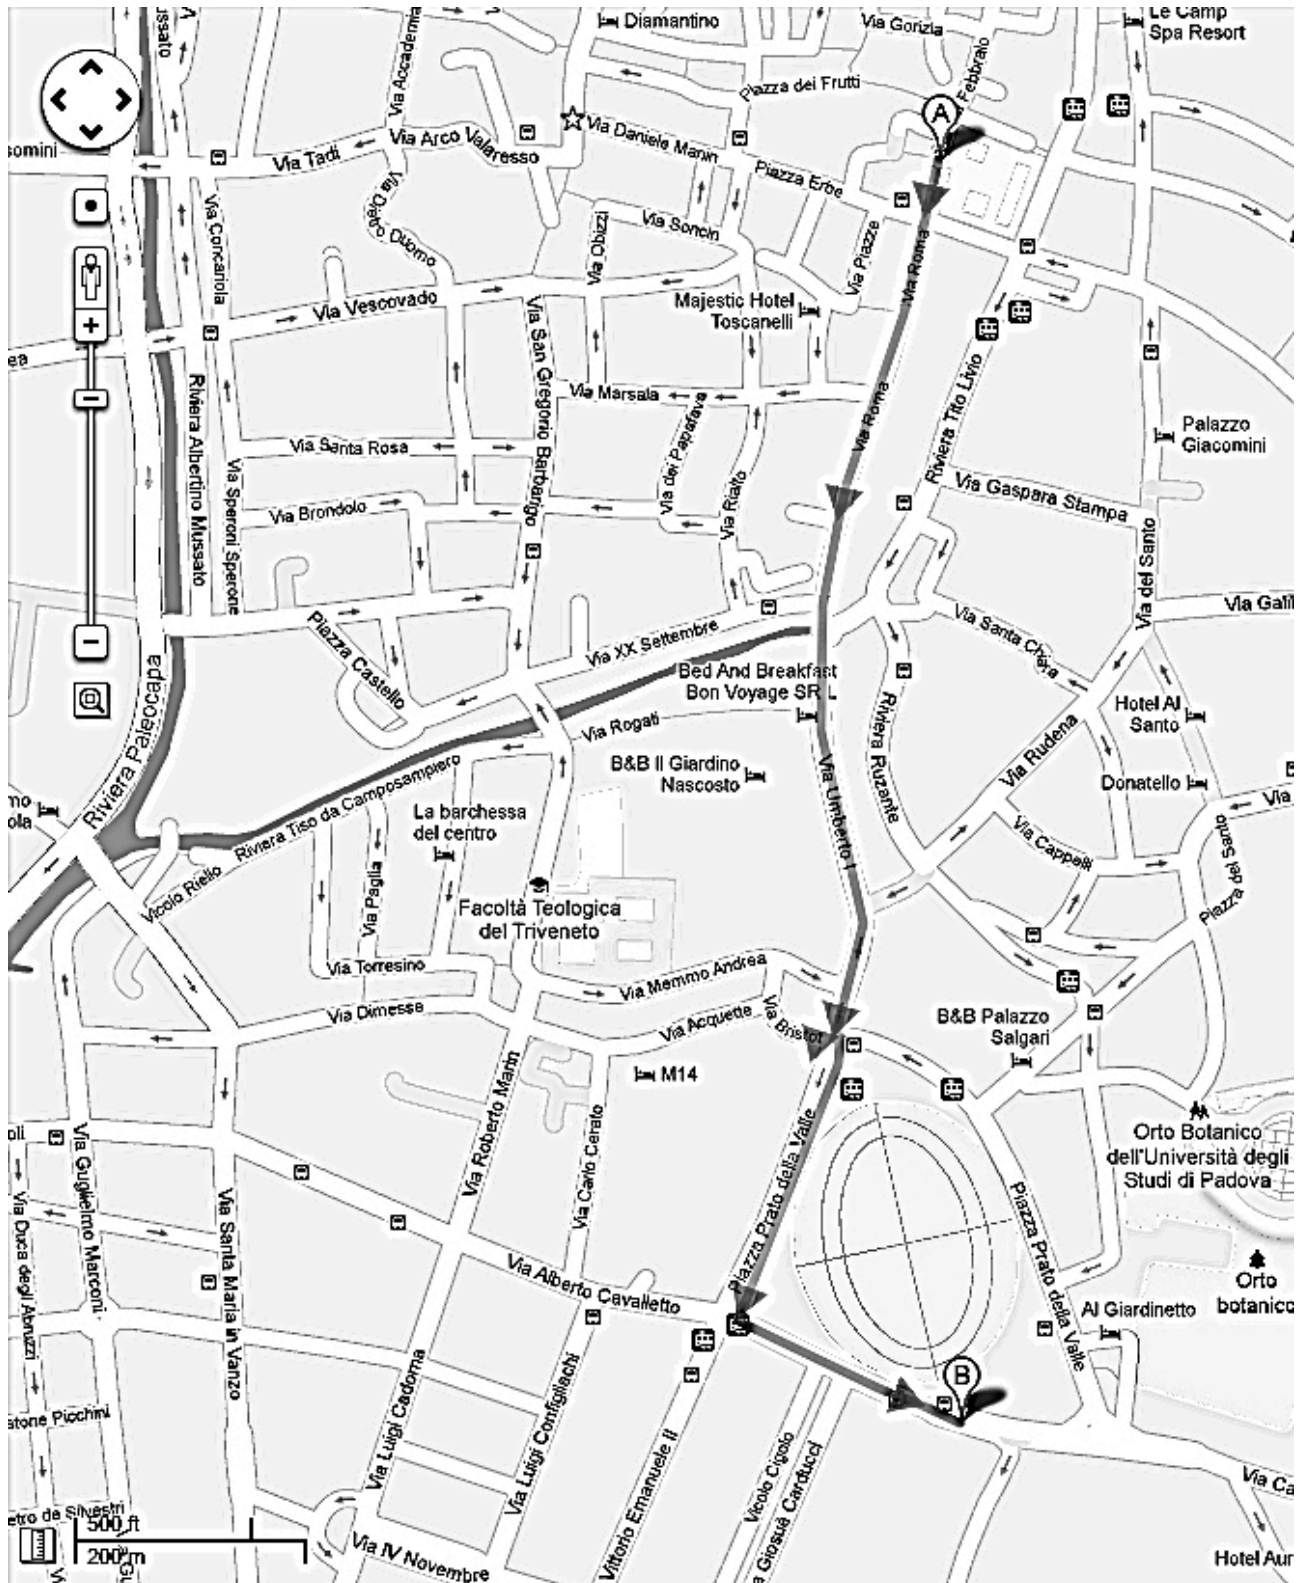 Diamantino
Via Gorizia
Le Camp
Spa Resort
Via Accademia
Febbraio
Piazza dei Frutti
A
Via Daniele Manin
Via Arco Valaresso
Via Tadi
Piazza Erbe
Via Dietro Duomo
Via Concariola
Via Soncin
Via Obizzi
Via Piazze
Via Roma
Via Vescovado
Majestic Hotel
Toscanelli
Via San Gregorio Barbarigo
Riviera Tito Livio
Via Marsala
Via Roma
Riviera Albertino Mussato
Via dei Papafava
Palazzo
Giacomini
Via Santa Rosa
Via Speroni Sperone
Via Rialto
Via Gaspara Stampa
Via Brondolo
Via del Santo
Piazza Castello
Via XX Settembre
Via Santa Chiara
Bed And Breakfast
Bon Voyage SR L
Riviera Paleocapa
Via Rogati
Riviera Ruzante
Hotel Al
Santo
Via Rudena
B&B Il Giardino
Nascosto
Via Umberto I
Donatello
Riviera Tiso da Camposampiero
La barchessa
del centro
Via Cappelli
Piazza del Santo
Vicolo Riello
Via Paglia
Facoltà Teologica
del Triveneto
Via Torresino
Via Memmo Andrea
Via Dimesse
Via Acquette
Via Bristot
B&B Palazzo
Salgari
M14
Via Roberto Marin
Via Carlo Cerato
Piazza Prato della Valle
Orto Botanico
dell'Università degli
Studi di Padova
Via Guglielmo Marconi
Via Santa Maria in Vanzo
Via Duca degli Abruzzi
Piazza Prato della Valle
Orto
botanico
Via Alberto Cavalletto
Al Giardinetto
B
Via Luigi Cadorna
Via Luigi Configliachi
Vittorio Emanuele II
Vicolo Cigolo
Giosuè Carducci
500 ft
200 m
Via IV Novembre